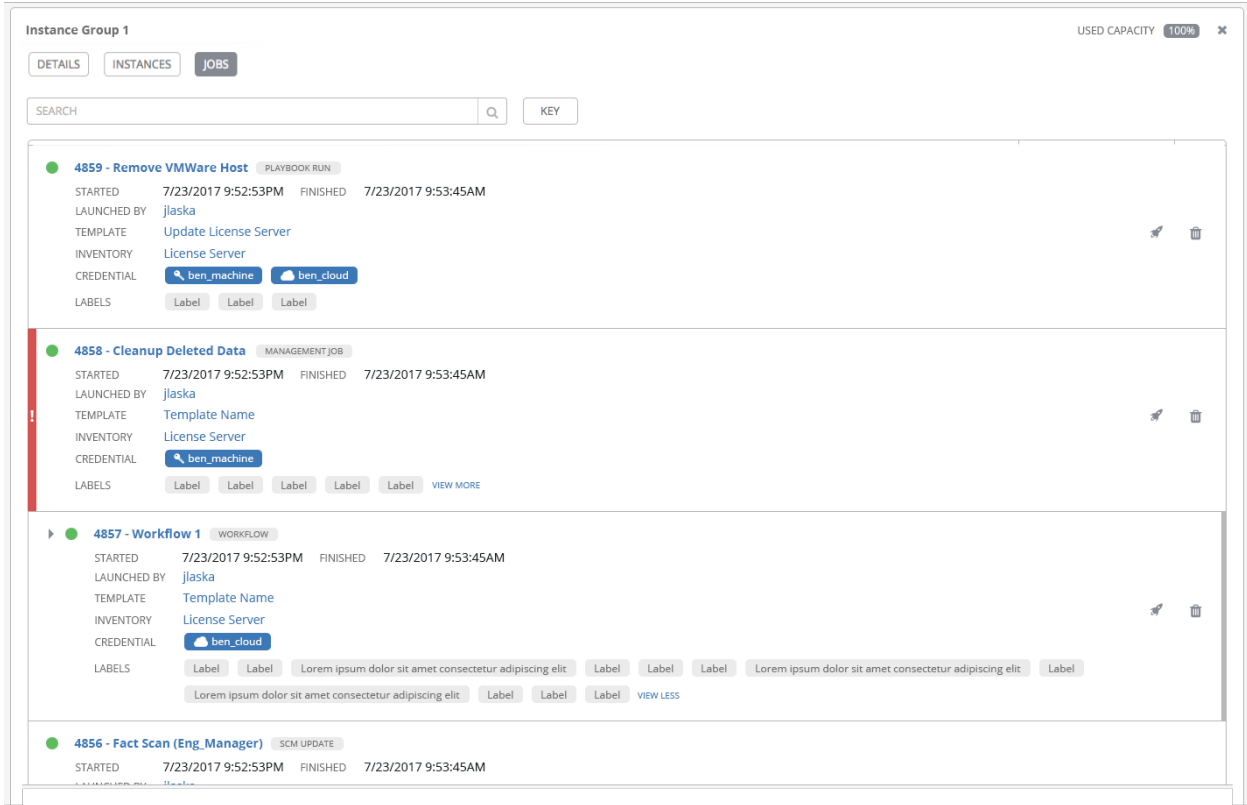 Instance Group 1 USED CAPACITY 100% ×
DETAILS INSTANCES JOBS
SEARCH KEY
4859 - Remove VMWare Host PLAYBOOK RUN
STARTED 7/23/2017 9:52:53PM FINISHED 7/23/2017 9:53:45AM
LAUNCHED BY jlaska
TEMPLATE Update License Server
INVENTORY License Server
CREDENTIAL ben_machine ben_cloud
LABELS Label Label Label
4858 - Cleanup Deleted Data MANAGEMENT JOB
STARTED 7/23/2017 9:52:53PM FINISHED 7/23/2017 9:53:45AM
LAUNCHED BY jlaska
! TEMPLATE Template Name
INVENTORY License Server
CREDENTIAL ben_machine
LABELS Label Label Label Label Label VIEW MORE
4857 - Workflow 1 WORKFLOW
STARTED 7/23/2017 9:52:53PM FINISHED 7/23/2017 9:53:45AM
LAUNCHED BY jlaska
TEMPLATE Template Name
INVENTORY License Server
CREDENTIAL ben_cloud
LABELS Label Label Lorem ipsum dolor sit amet consectetur adipiscing elit Label Label Label Lorem ipsum dolor sit amet consectetur adipiscing elit Label
Lorem ipsum dolor sit amet consectetur adipiscing elit Label Label Label VIEW LESS
4856 - Fact Scan (Eng_Manager) SCM UPDATE
STARTED 7/23/2017 9:52:53PM FINISHED 7/23/2017 9:53:45AM